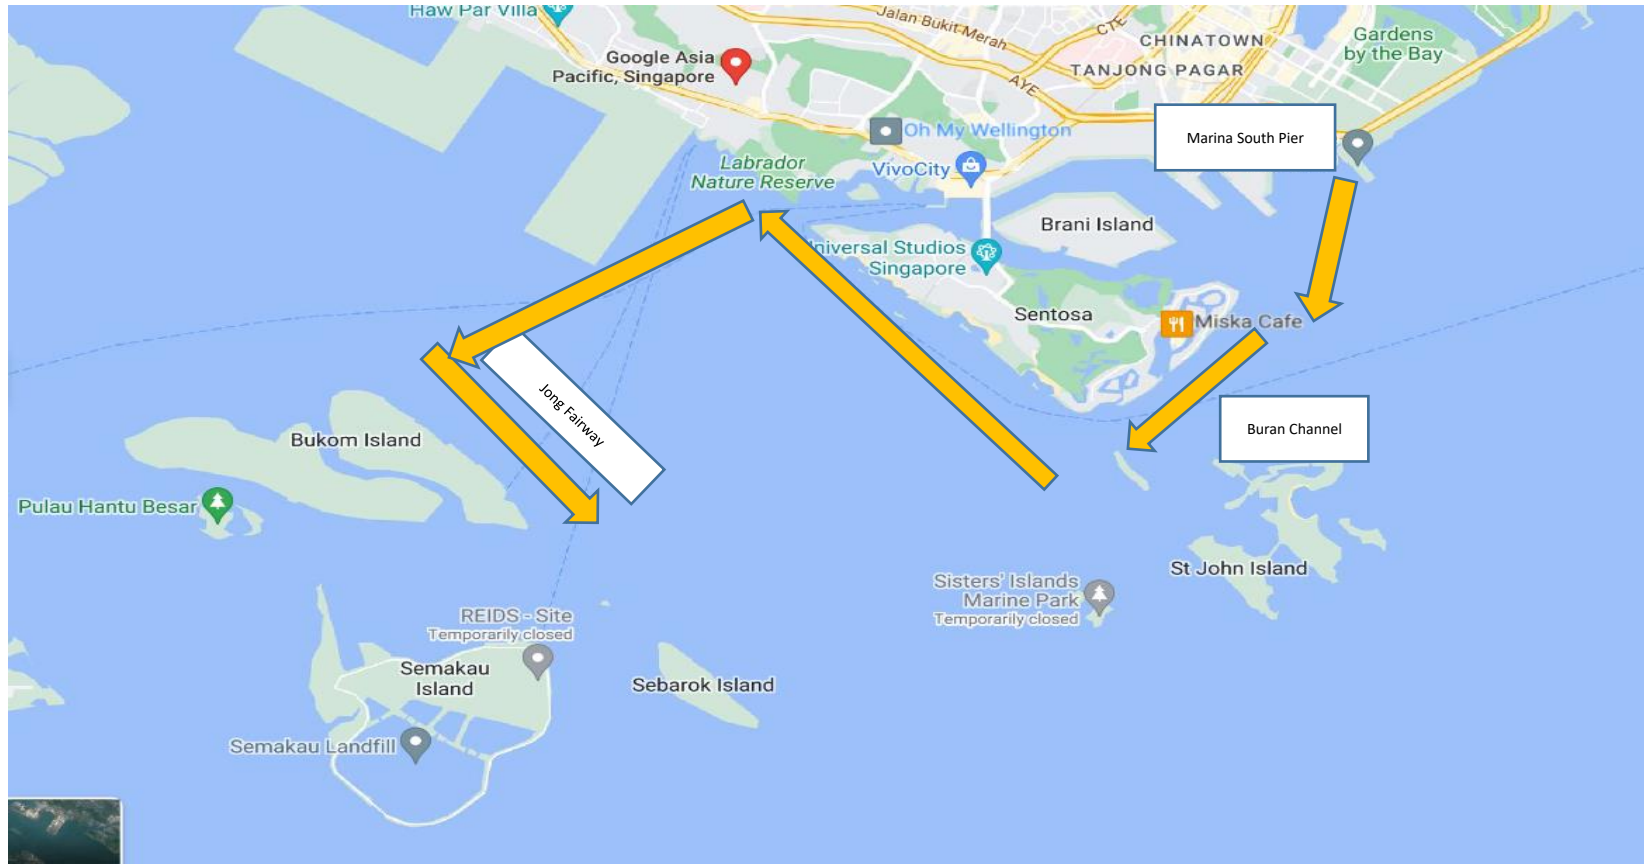 Haw Par Villa
Jalan Bukit Merah
CTE
CHINATOWN
Gardens
by the Bay
Google Asia
Pacific, Singapore
TANJONG PAGAR
AYE
Marina South Pier
Oh My Wellington
Labrador
Nature Reserve
VivoCity
Brani Island
niversal Studios
Singapore
Sentosa
Miska Cafe
Jong Fairway
Buran Channel
Bukom Island
Pulau Hantu Besar
St John Island
Sisters' Islands
Marine Park
Temporarily closed
REIDS - Site
Temporarily closed
Semakau
Island
Sebarok Island
Semakau Landfill